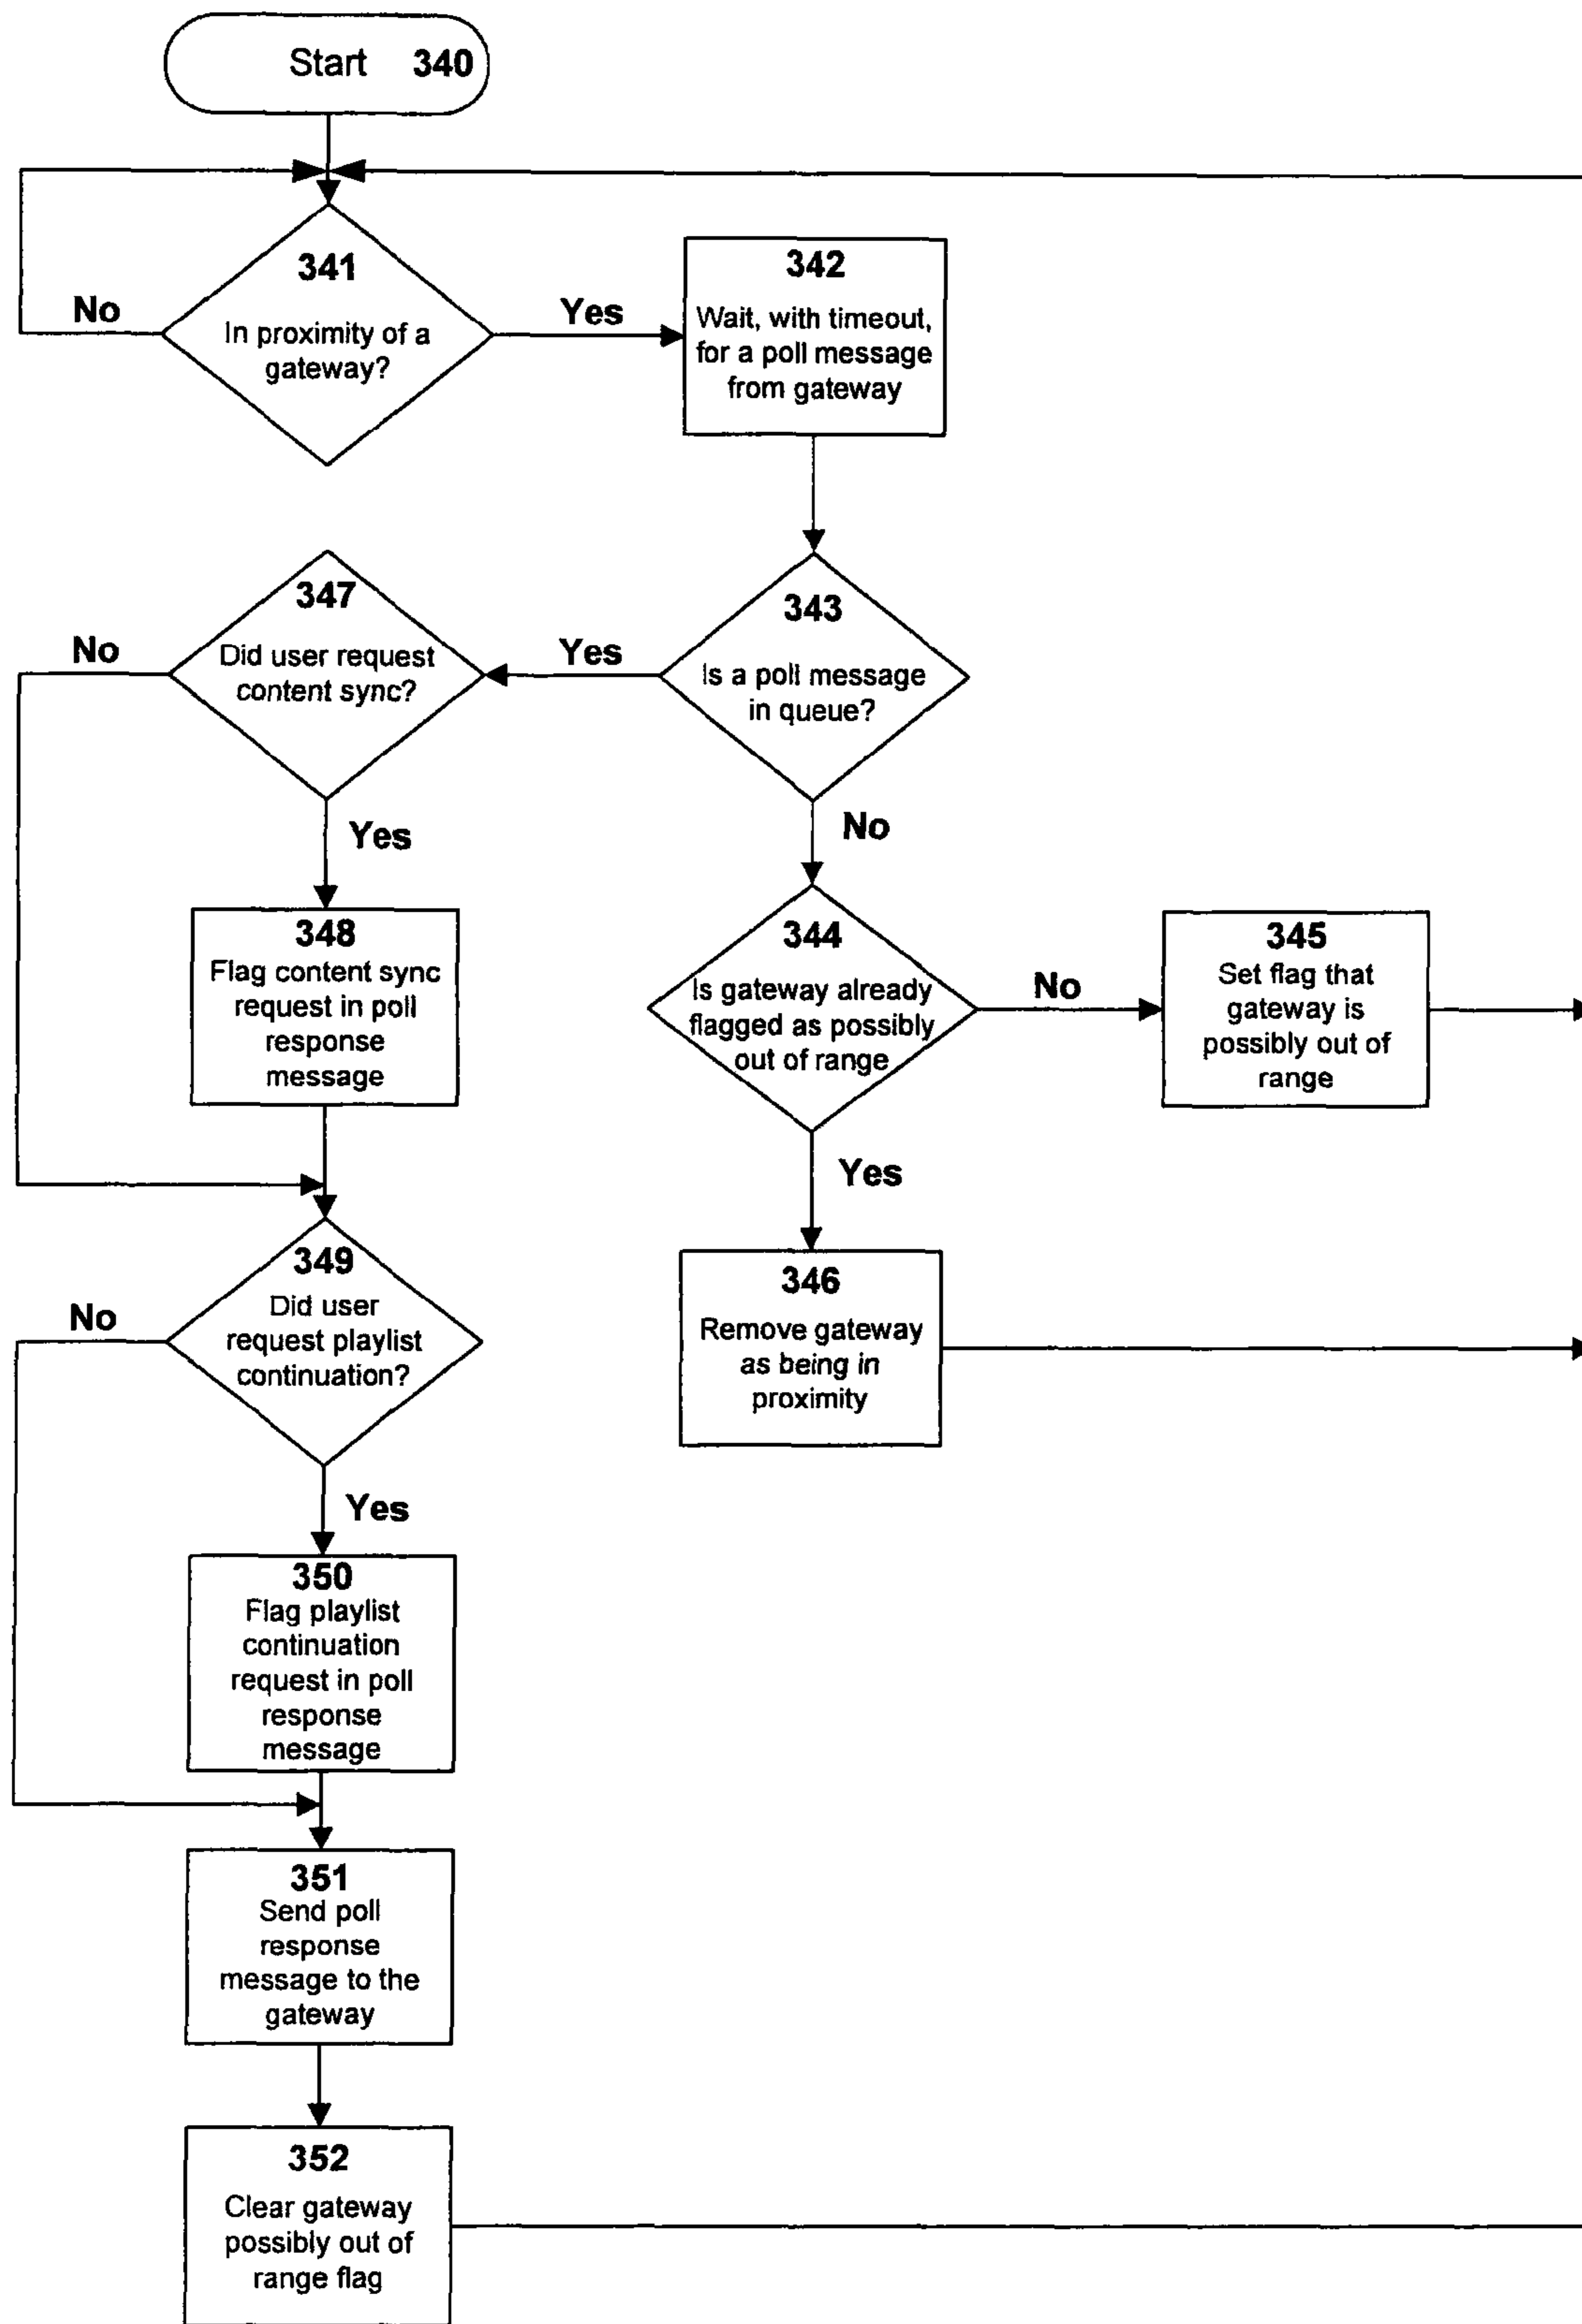 Start 340
341
In proximity of a
gateway?
No
Yes
342
Wait, with timeout,
for a poll message
from gateway
343
Is a poll message
in queue?
Yes
No
347
Did user request
content sync?
No
Yes
348
Flag content sync
request in poll
response
message
344
Is gateway already
flagged as possibly
out of range
No
Yes
345
Set flag that
gateway is
possibly out of
range
346
Remove gateway
as being in
proximity
349
Did user
request playlist
continuation?
No
Yes
350
Flag playlist
continuation
request in poll
response
message
351
Send poll
response
message to the
gateway
352
Clear gateway
possibly out of
range flag